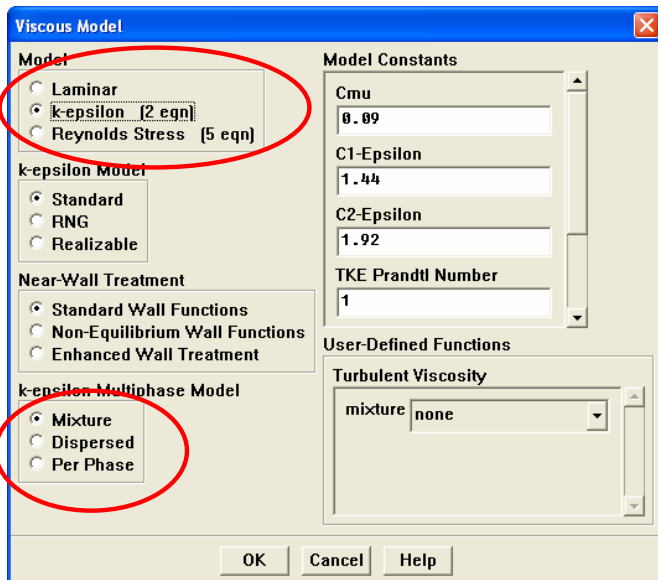 Viscous Model
Model
Laminar
k-epsilon (2 eqn)
Reynolds Stress (5 eqn)
k-epsilon Model
Standard
RNG
Realizable
Near-Wall Treatment
Standard Wall Functions
Non-Equilibrium Wall Functions
Enhanced Wall Treatment
k-epsilon Multiphase Model
Mixture
Dispersed
Per Phase
Model Constants
Cmu
0.09
C1-Epsilon
1.44
C2-Epsilon
1.92
TKE Prandtl Number
1
User-Defined Functions
Turbulent Viscosity
mixture none
OK Cancel Help